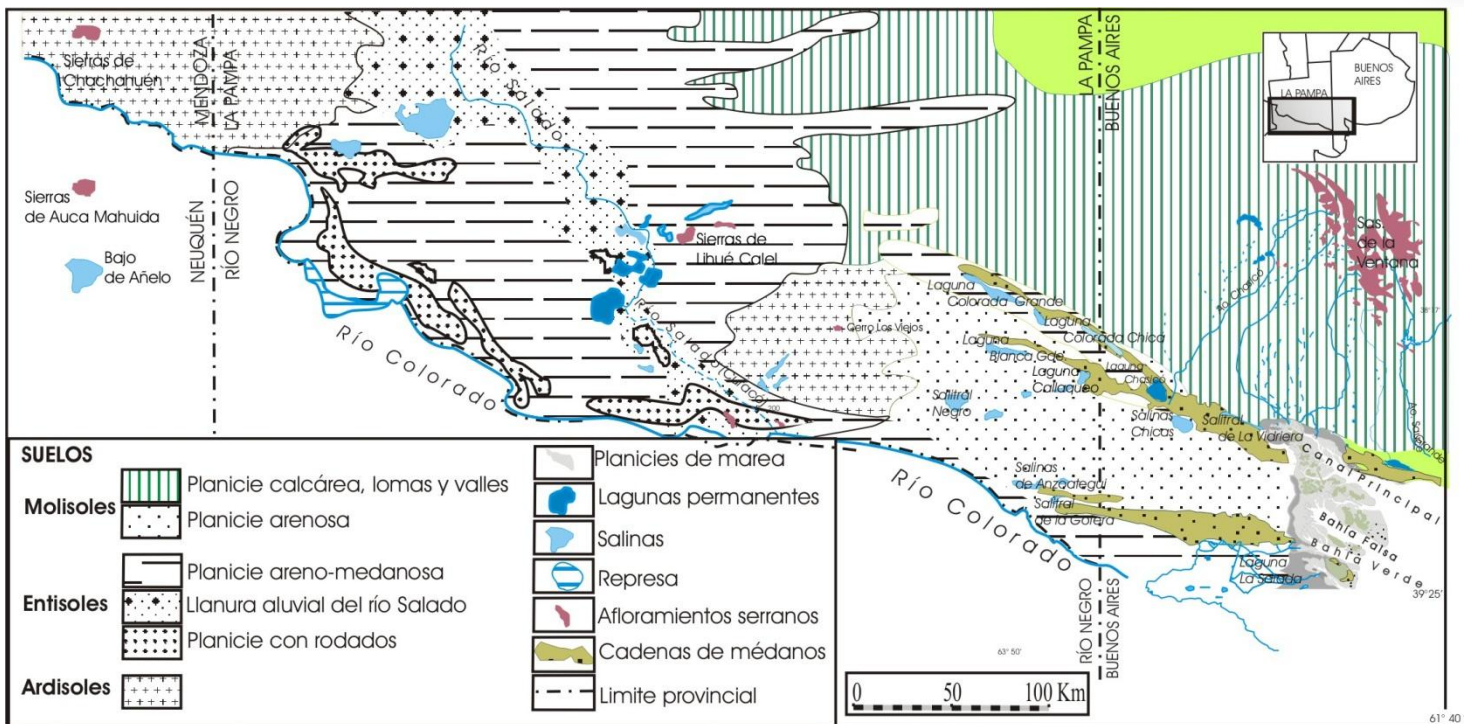 MENDOZA
LA PAMPA
Sierras de
Chachahuén
Río Salado
LA PAMPA
BUENOS AIRES
BUENOS
AIRES
LA PAMPA
Sierras
de Auca Mahuida
NEUQUÉN
RÍO NEGRO
Bajo
de Añelo
Sierras de
Lihué Calel
Sas.
de la
Ventana
Ao Chasicó
38°17'
Laguna
Colorada Grande
Laguna
Colorada Chica
Cerro Los Viejos
Laguna
Blanca Gde
Laguna
Chasicó
Laguna
Callaqueo
Salitral
Negro
Salinas
Chicas
Salitral
de La Vidriera
Río Colorado
200
Canal Principal
Bahía Falsa
Bahía Verde
Salinas
de Anzoategui
Salitral
de la Gotera
Río Colorado
Laguna
La Salada
39°25'
RÍO NEGRO
BUENOS AIRES
63° 50'
61° 40
SUELOS
Molisoles
Planicie calcárea, lomas y valles
Planicie arenosa
Entisoles
Planicie areno-medanosa
Llanura aluvial del río Salado
Planicie con rodados
Ardisoles
Planicies de marea
Lagunas permanentes
Salinas
Represa
Afloramientos serranos
Cadenas de médanos
Limite provincial
0 50 100 Km